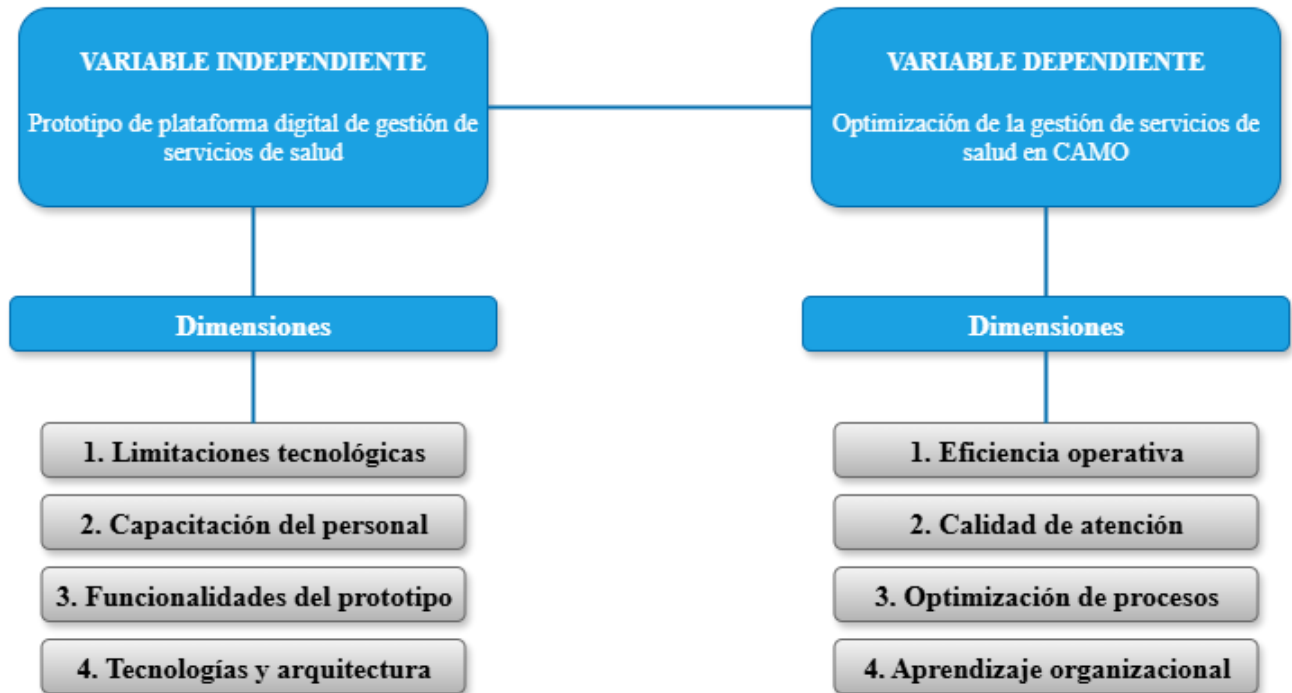 VARIABLE INDEPENDIENTE
Prototipo de plataforma digital de gestión de
servicios de salud
Dimensiones
1. Limitaciones tecnológicas
2. Capacitación del personal
3. Funcionalidades del prototipo
4. Tecnologías y arquitectura
VARIABLE DEPENDIENTE
Optimización de la gestión de servicios de
salud en CAMO
Dimensiones
1. Eficiencia operativa
2. Calidad de atención
3. Optimización de procesos
4. Aprendizaje organizacional